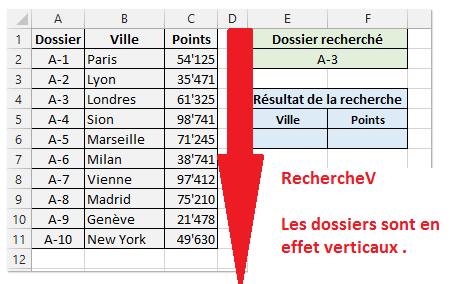 A B C D E F
1 Dossier Ville Points Dossier recherché
2 A-1 Paris 54'125 A-3
3 A-2 Lyon 35'471
4 A-3 Londres 61'325 Résultat de la recherche
5 A-4 Sion 98'741 Ville Points
6 A-5 Marseille 71'245
7 A-6 Milan 38'741
8 A-7 Vienne 97'412 RechercheV
9 A-8 Madrid 75'210
10 A-9 Genève 21'478 Les dossiers sont en
11 A-10 New York 49'630 effet verticaux .
12